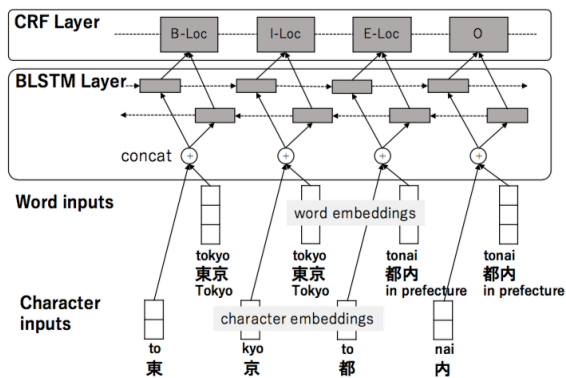 CRF Layer
B-Loc
I-Loc
E-Loc
O
BLSTM Layer
concat
+
+
+
+
Word inputs
word embeddings
tokyo
東京
Tokyo
tokyo
東京
Tokyo
tonai
都内
in prefecture
tonai
都内
in prefecture
Character
inputs
character embeddings
to
東
kyo
京
to
都
nai
内